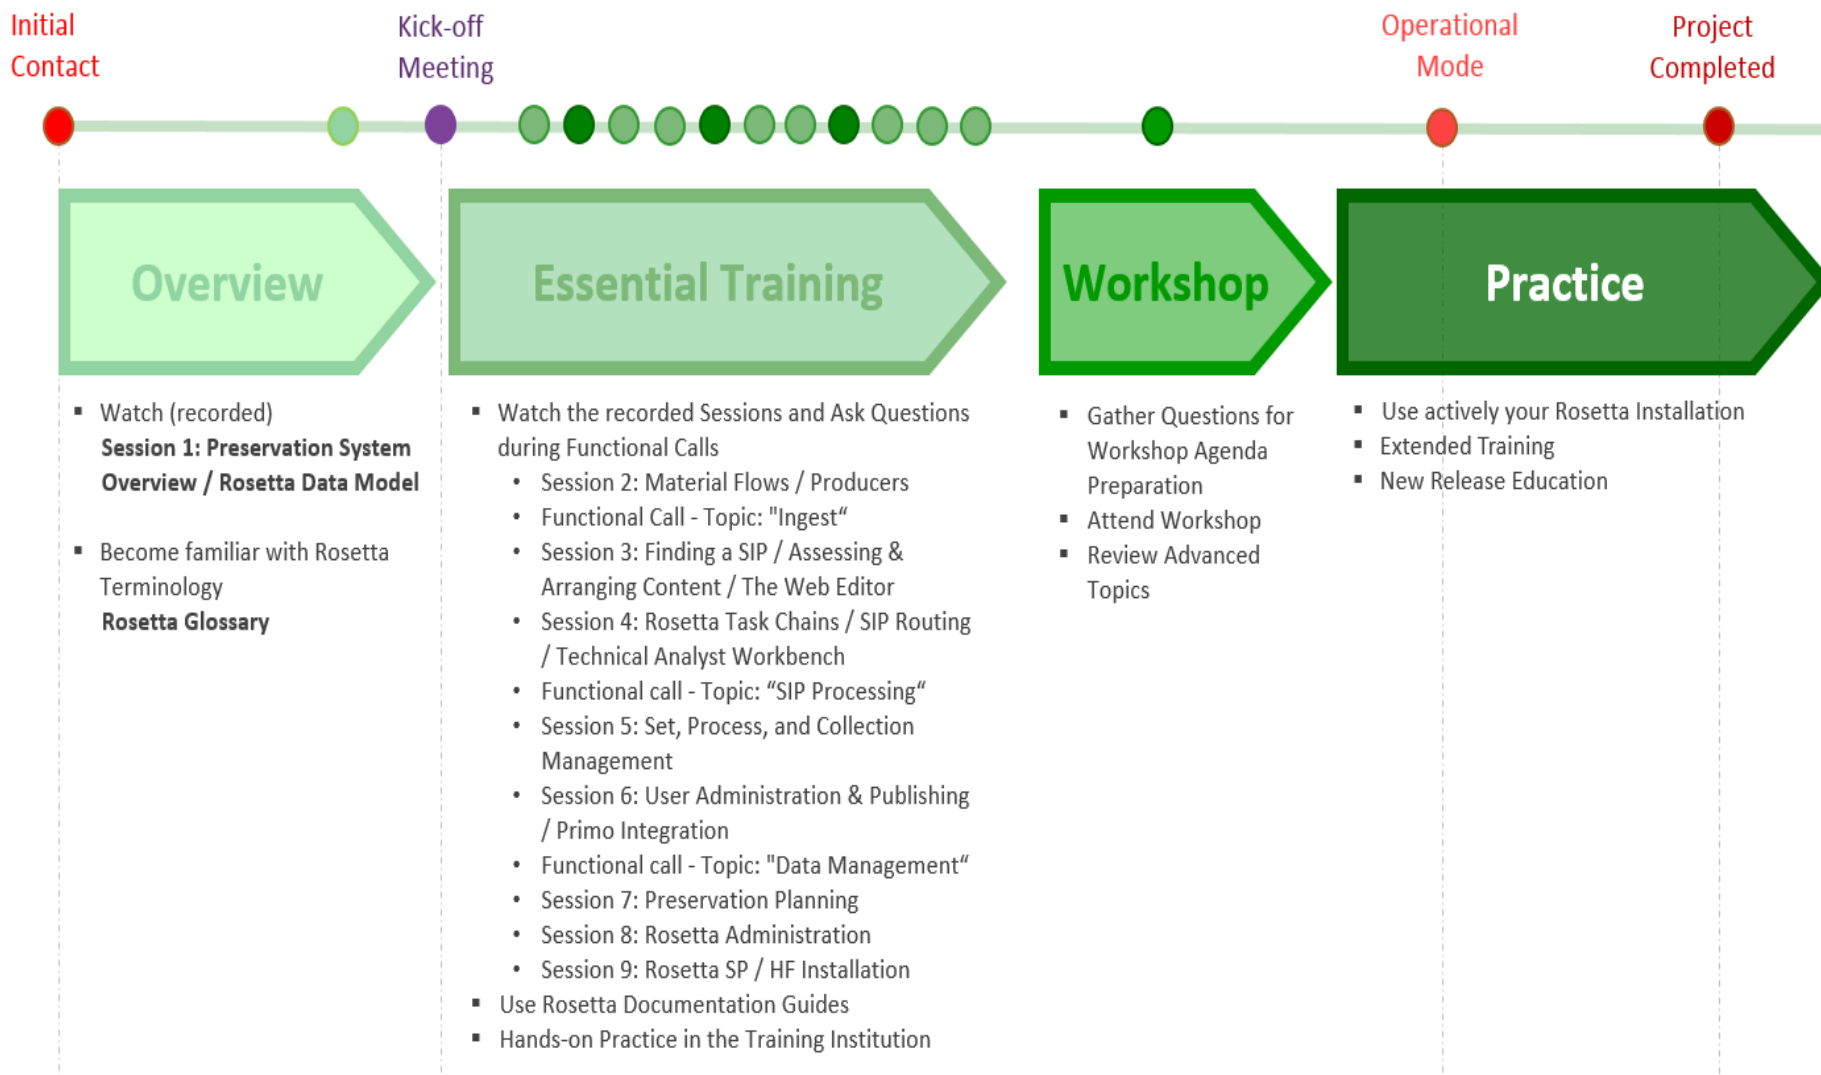 Initial
Contact
Kick-off
Meeting
Operational
Mode
Project
Completed
Overview
Essential Training
Workshop
Practice
▪ Watch (recorded)
Session 1: Preservation System
Overview / Rosetta Data Model
▪ Become familiar with Rosetta
Terminology
Rosetta Glossary
▪ Watch the recorded Sessions and Ask Questions
during Functional Calls
• Session 2: Material Flows / Producers
• Functional Call - Topic: "Ingest“
• Session 3: Finding a SIP / Assessing &
Arranging Content / The Web Editor
• Session 4: Rosetta Task Chains / SIP Routing
/ Technical Analyst Workbench
• Functional call - Topic: “SIP Processing“
• Session 5: Set, Process, and Collection
Management
• Session 6: User Administration & Publishing
/ Primo Integration
• Functional call - Topic: "Data Management“
• Session 7: Preservation Planning
• Session 8: Rosetta Administration
• Session 9: Rosetta SP / HF Installation
▪ Use Rosetta Documentation Guides
▪ Hands-on Practice in the Training Institution
▪ Gather Questions for
Workshop Agenda
Preparation
▪ Attend Workshop
▪ Review Advanced
Topics
▪ Use actively your Rosetta Installation
▪ Extended Training
▪ New Release Education